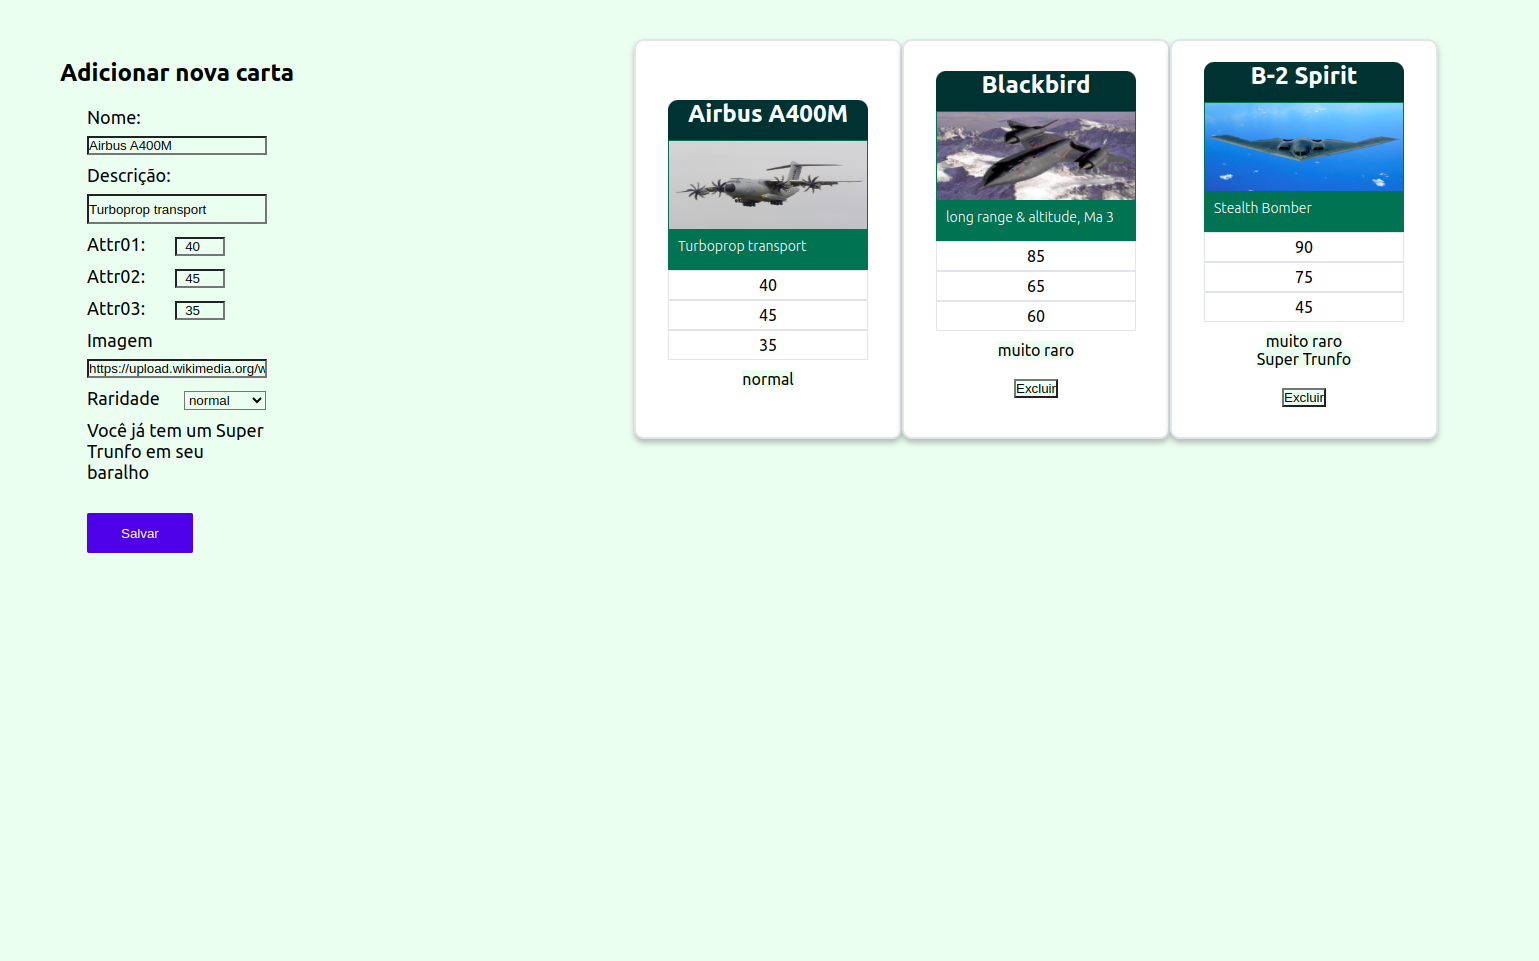 Adicionar nova carta
Nome:
Airbus A400M
Descrição:
Turboprop transport
Attr01: 40
Attr02: 45
Attr03: 35
Imagem
https://upload.wikimedia.org/w
Raridade normal
Você já tem um Super
Trunfo em seu
baralho
Salvar
Airbus A400M
Turboprop transport
40
45
35
normal
Blackbird
long range & altitude, Ma 3
85
65
60
muito raro
Excluir
B-2 Spirit
Stealth Bomber
90
75
45
muito raro
Super Trunfo
Excluir